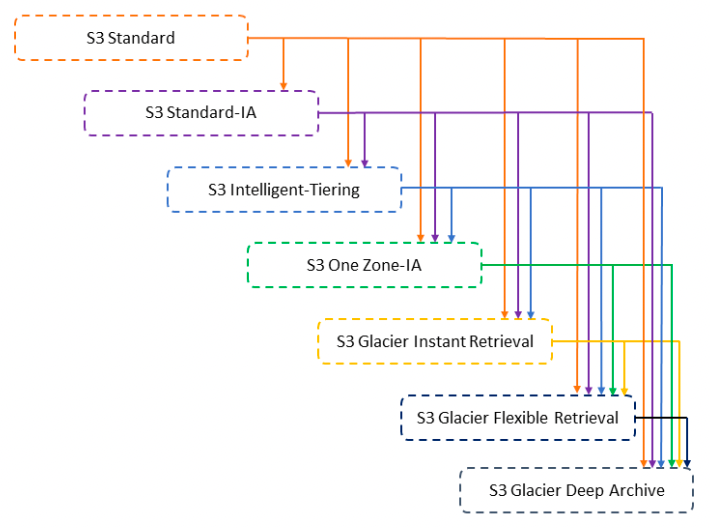 S3 Standard
S3 Standard-IA
S3 Intelligent-Tiering
S3 One Zone-IA
S3 Glacier Instant Retrieval
S3 Glacier Flexible Retrieval
S3 Glacier Deep Archive